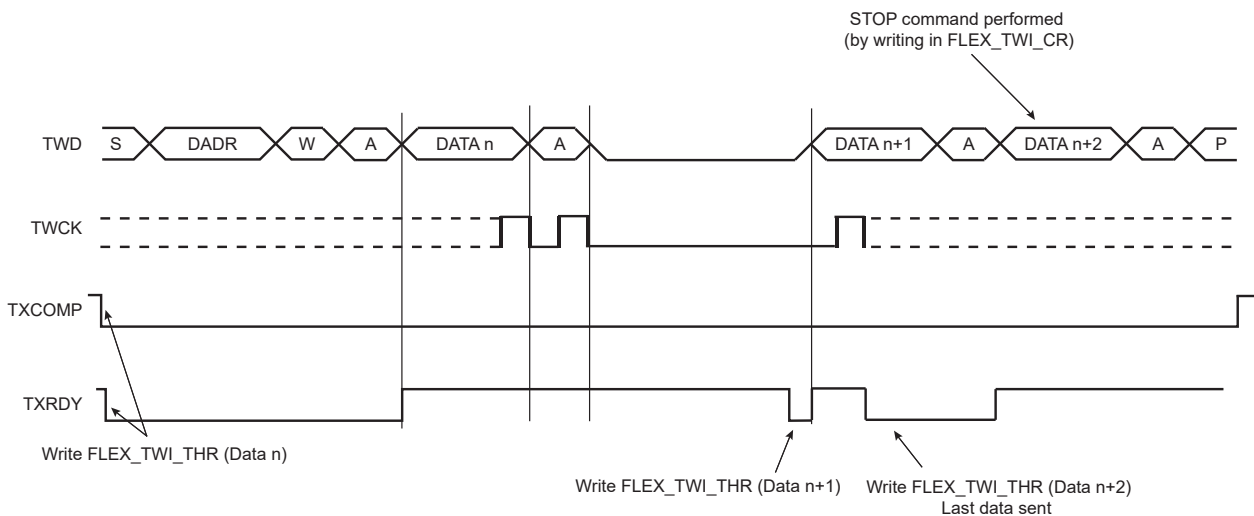 STOP command performed
(by writing in FLEX_TWI_CR)
TWD S DADR W A DATA n A DATA n+1 A DATA n+2 A P
TWCK
TXCOMP
TXRDY
Write FLEX_TWI_THR (Data n)
Write FLEX_TWI_THR (Data n+1) Write FLEX_TWI_THR (Data n+2)
Last data sent